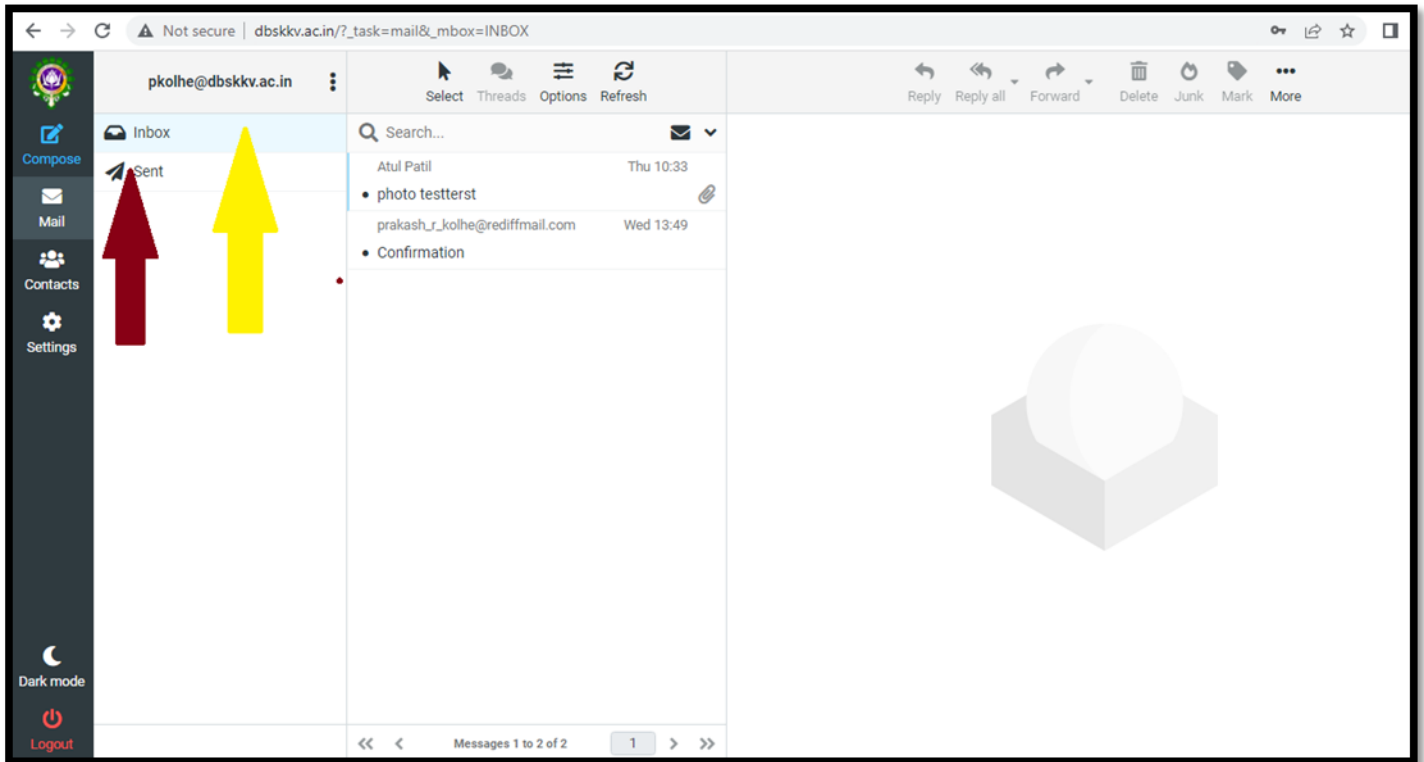 Not secure | dbskkv.ac.in/?_task=mail&_mbox=INBOX
pkolhe@dbskkv.ac.in
Select Threads Options Refresh
Reply Reply all Forward Delete Junk Mark More
Compose
Mail
Contacts
Settings
Dark mode
Logout
Inbox
Sent
Search...
Atul Patil Thu 10:33
• photo testterst
prakash_r_kolhe@rediffmail.com Wed 13:49
• Confirmation
Messages 1 to 2 of 2 1